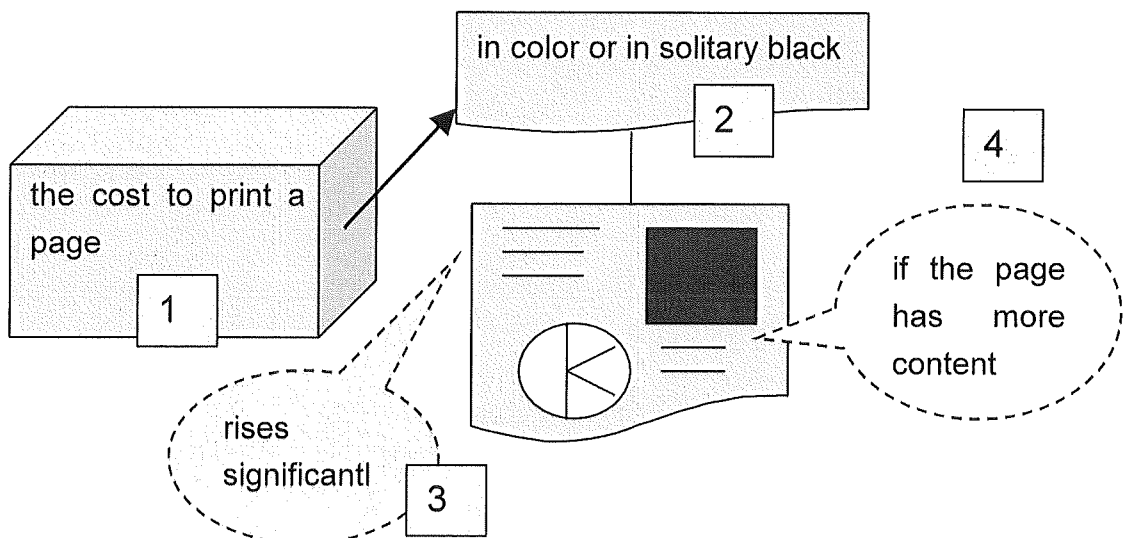 the cost to print a
page
1
in color or in solitary black
2
rises
significantl
3
4
if the page
has more
content